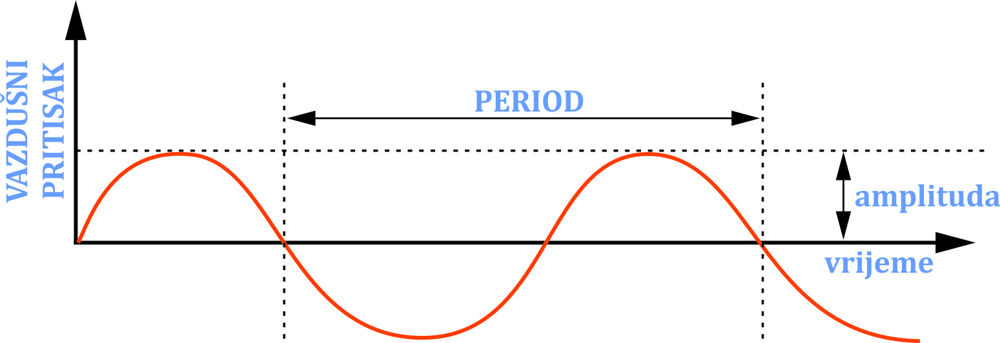 VAZDUŠNI
PRITISAK
PERIOD
amplituda
vrijeme